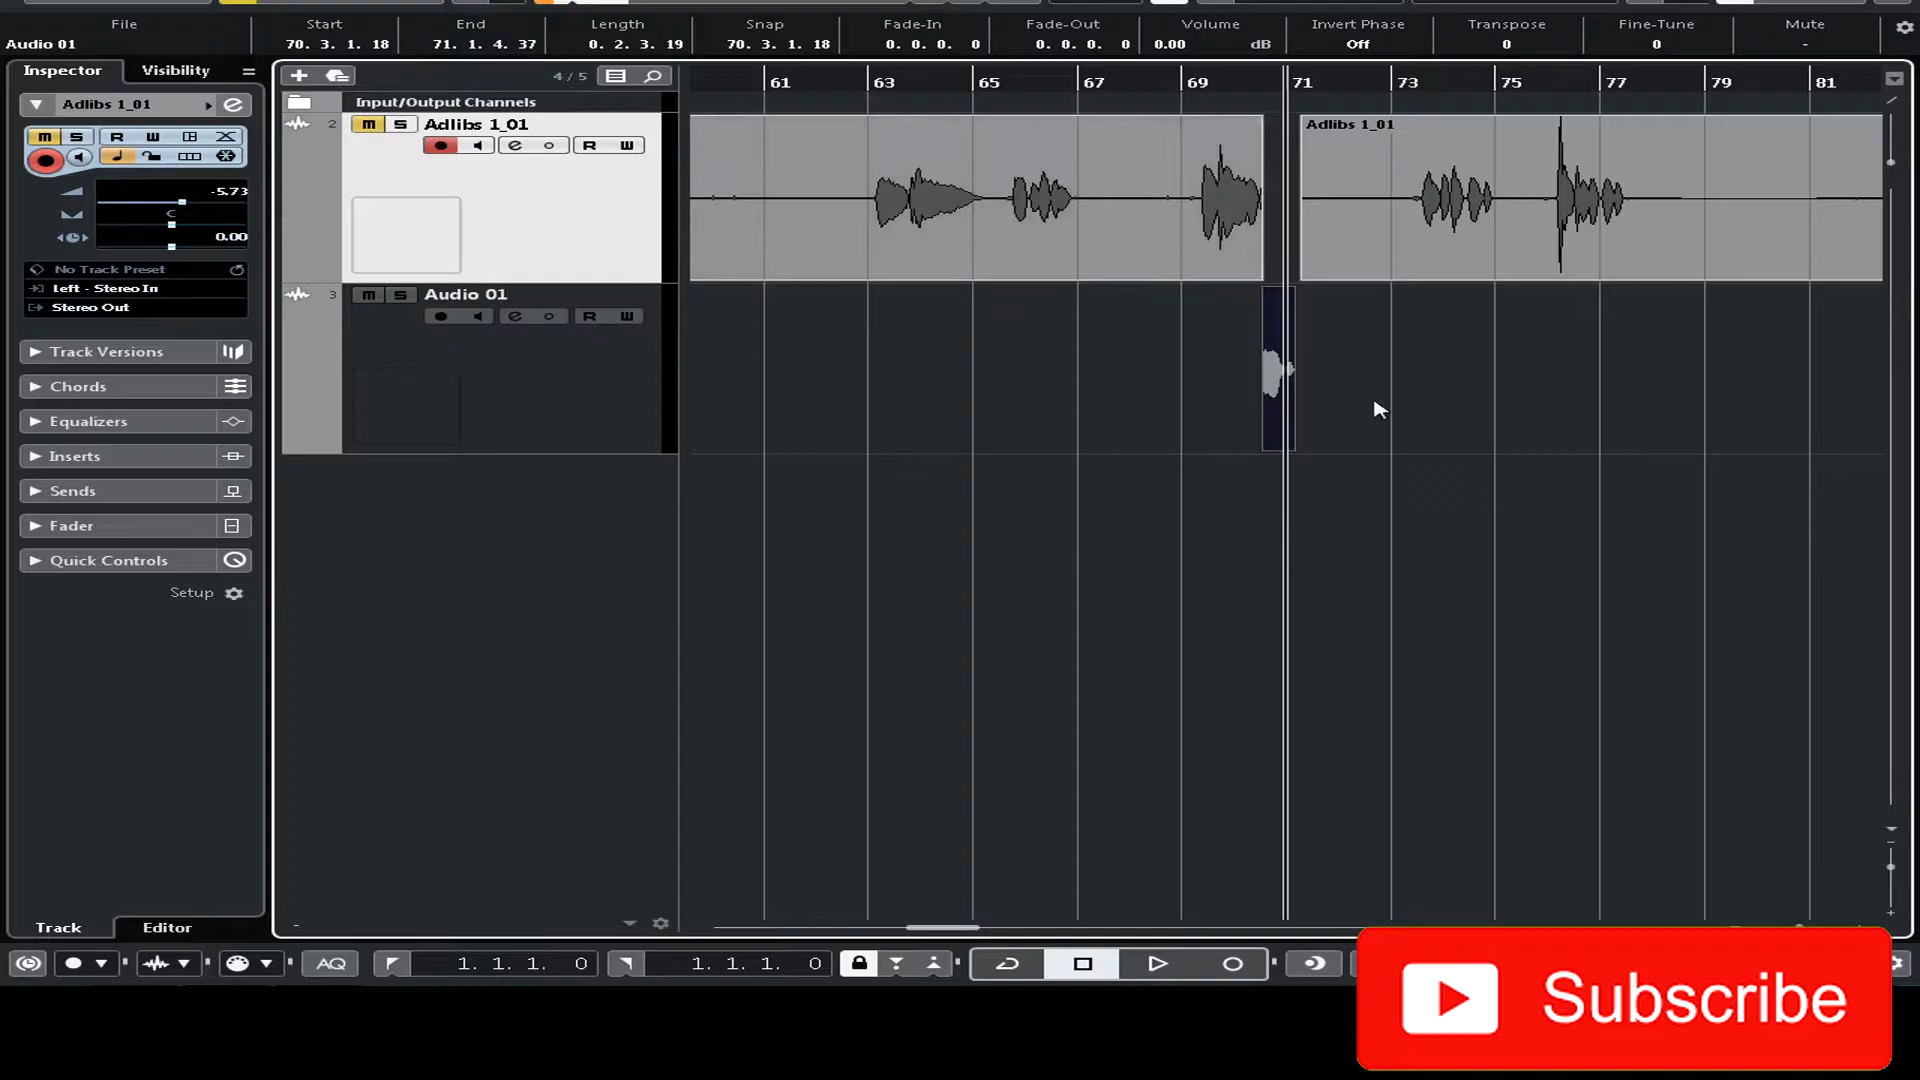 File Start End Length Snap Fade-In Fade-Out Volume Invert Phase Transpose Fine-Tune Mute
Audio 01 70. 3. 1. 18 71. 1. 4. 37 0. 2. 3. 19 70. 3. 1. 18 0. 0. 0. 0 0. 0. 0. 0 0.00 dB Off 0 0 -
Inspector Visibility
4 / 5
61 63 65 67 69 71 73 75 77 79 81
Adlibs 1_01
Input/Output Channels
2 m S Adlibs 1_01
Adlibs 1_01
m S R W
R W
-5.73
C
0.00
No Track Preset
Left - Stereo In
Stereo Out
3 m S Audio 01
R W
Track Versions
Chords
Equalizers
Inserts
Sends
Fader
Quick Controls
Setup
Track Editor
AQ 1. 1. 1. 0 1. 1. 1. 0
Subscribe